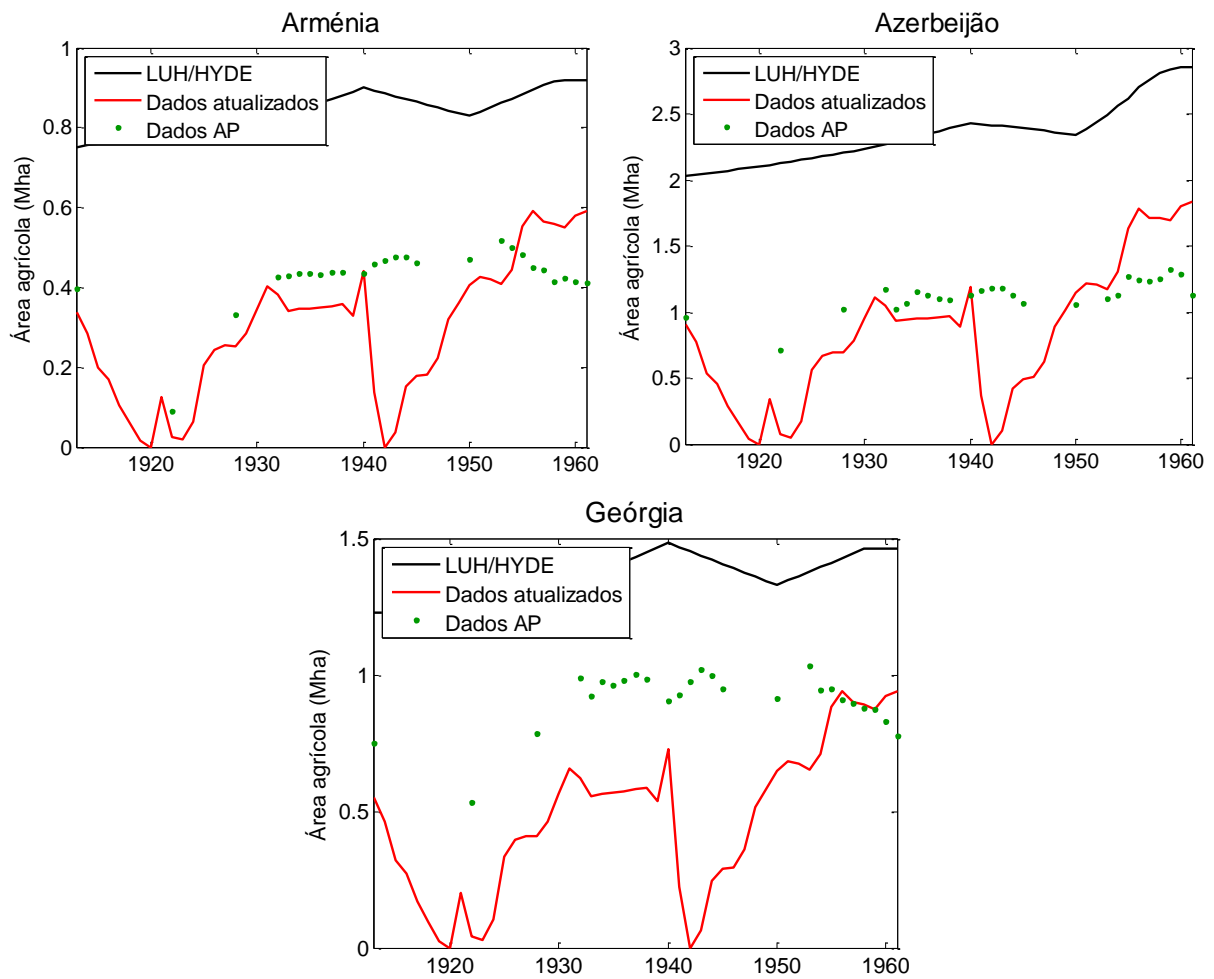 Arménia
Área agrícola (Mha)
1
0.8
0.6
0.4
0.2
0
LUH/HYDE
Dados atualizados
Dados AP
1920 1930 1940 1950 1960
Azerbeijão
Área agrícola (Mha)
3
2.5
2
1.5
1
0.5
0
LUH/HYDE
Dados atualizados
Dados AP
1920 1930 1940 1950 1960
Geórgia
Área agrícola (Mha)
1.5
1
0.5
0
LUH/HYDE
Dados atualizados
Dados AP
1920 1930 1940 1950 1960